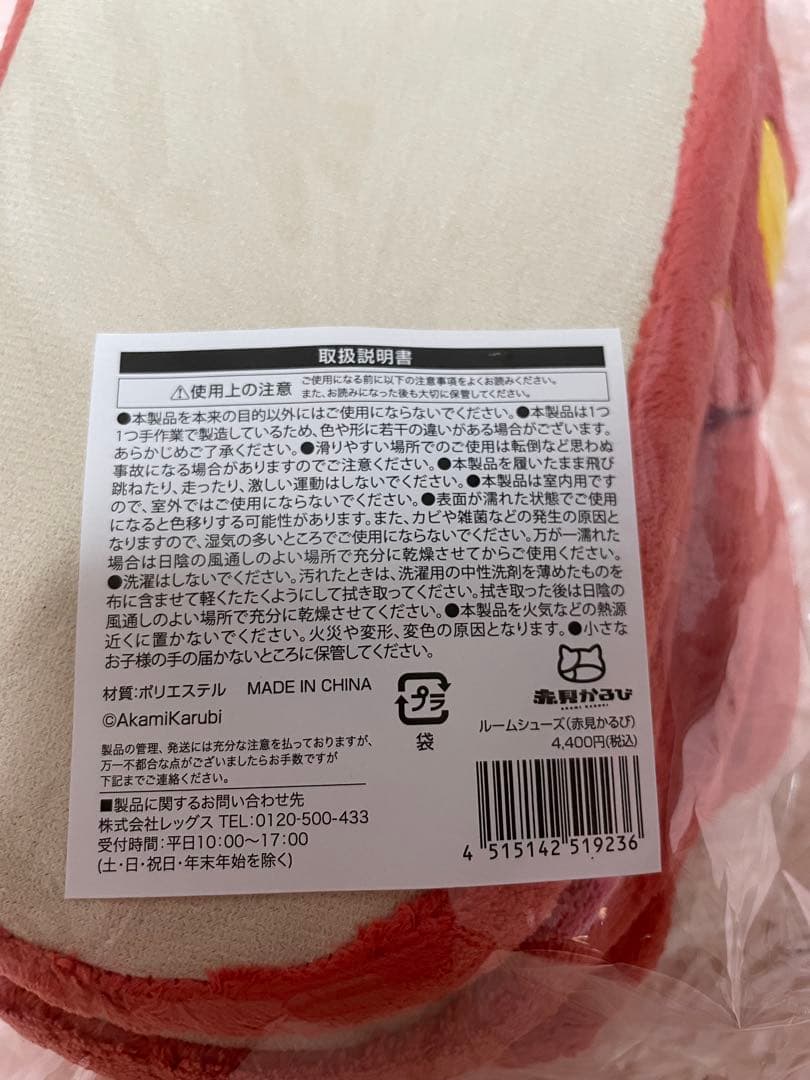 取扱説明書
⚠使用上の注意 ご使用になる前に以下の注意事項をよくお読みください。
また、お読みになった後も大切に保管してください。
●本製品を本来の目的以外にはご使用にならないでください。●本製品は1つ
1つ手作業で製造しているため、色や形に若干の違いがある場合がございます。
あらかじめご了承ください。●滑りやすい場所でのご使用は転倒など思わぬ
事故になる場合がありますのでご注意ください。●本製品を履いたまま飛び
跳ねたり、走ったり、激しい運動はしないでください。●本製品は室内用です
ので、室外ではご使用にならないでください。●表面が濡れた状態でご使用
になると色移りする可能性があります。また、カビや雑菌などの発生の原因と
なりますので、湿気の多いところでご使用にならないでください。万が一濡れた
場合は日陰の風通しのよい場所で充分に乾燥させてからご使用ください。
●洗濯はしないでください。汚れたときは、洗濯用の中性洗剤を薄めたものを
布に含ませて軽くたたくようにして拭き取ってください。拭き取った後は日陰の
風通しのよい場所で充分に乾燥させてください。●本製品を火気などの熱源
近くに置かないでください。火災や変形、変色の原因となります。●小さな
お子様の手の届かないところに保管してください。
材質:ポリエステル MADE IN CHINA
©AkamiKarubi
プラ
袋
赤見かるび
AKAMI KARUBI
ルームシューズ(赤見かるび)
4,400円(税込)
製品の管理、発送には充分な注意を払っておりますが、
万一不都合な点がございましたらお手数ですが
下記までご連絡ください。
■製品に関するお問い合わせ先
株式会社レッグス TEL:0120-500-433
受付時間:平日10:00〜17:00
(土・日・祝日・年末年始を除く)
4 515142 519236